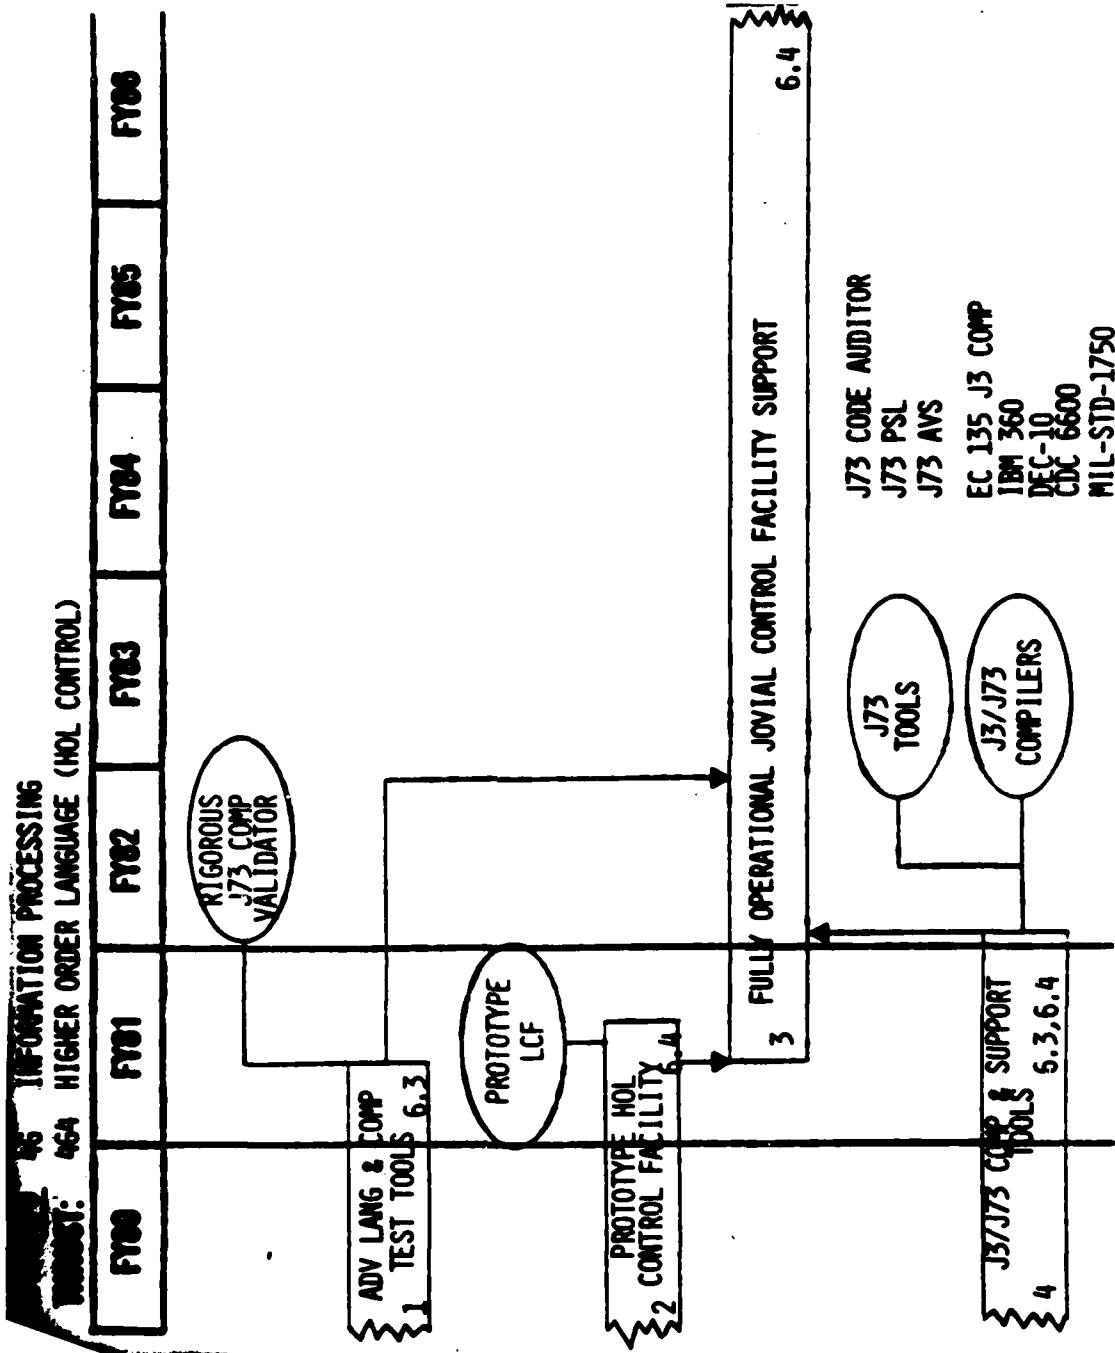 4G INFORMATION PROCESSING
THRUST: 4G4 HIGHER ORDER LANGUAGE (HOL CONTROL)
FY80 FY81 FY82 FY83 FY84 FY85 FY86
RIGOROUS
J73 COMP
VALIDATOR
ADV LANG & COMP
TEST TOOLS 6.3
1
PROTOTYPE
LCF
PROTOTYPE HOL
CONTROL FACILITY
2 6.4
FULLY OPERATIONAL JOVIAL CONTROL FACILITY SUPPORT
3 6.4
J73
TOOLS
J73 CODE AUDITOR
J73 PSL
J73 AVS
J3/J73
COMPILERS
EC 135 J3 COMP
IBM 360
DEC-10
CDC 6600
MIL-STD-1750
J3/J73 COMP & SUPPORT
TOOLS 6.3,6.4
4